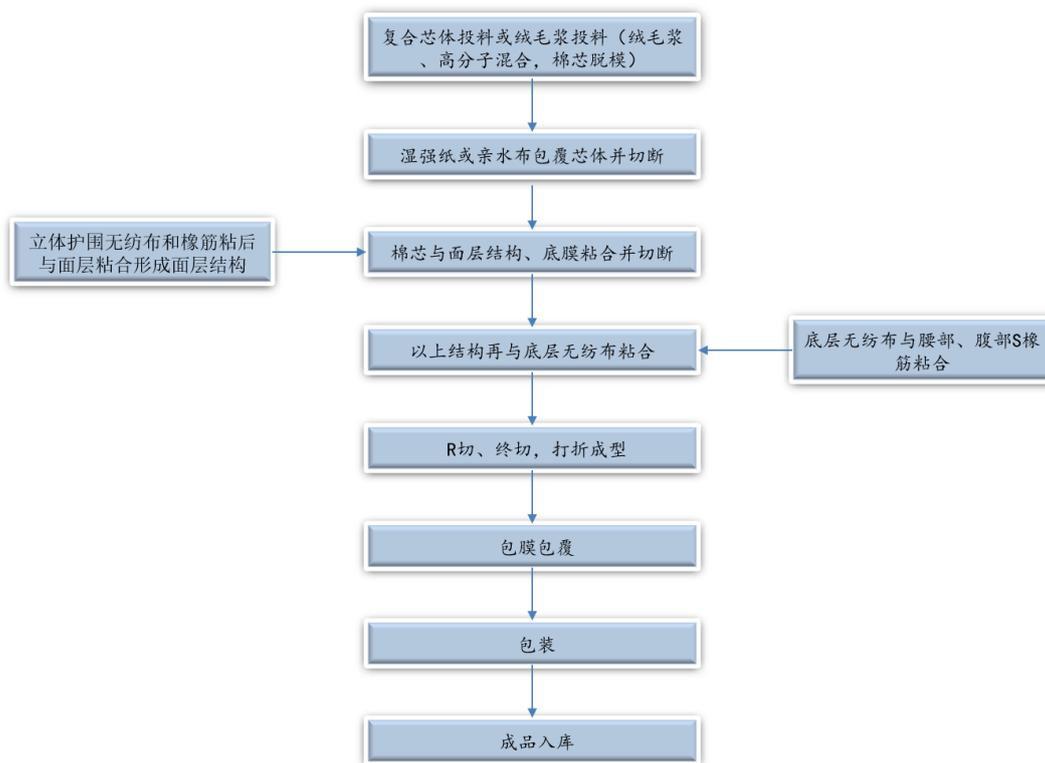 复合芯体投料或绒毛浆投料（绒毛浆
、高分子混合，棉芯脱模）
湿强纸或亲水布包覆芯体并切断
立体护围无纺布和橡筋粘后
与面层粘合形成面层结构
棉芯与面层结构、底膜粘合并切断
以上结构再与底层无纺布粘合
底层无纺布与腰部、腹部S橡
筋粘合
R切、终切，打折成型
包膜包覆
包装
成品入库